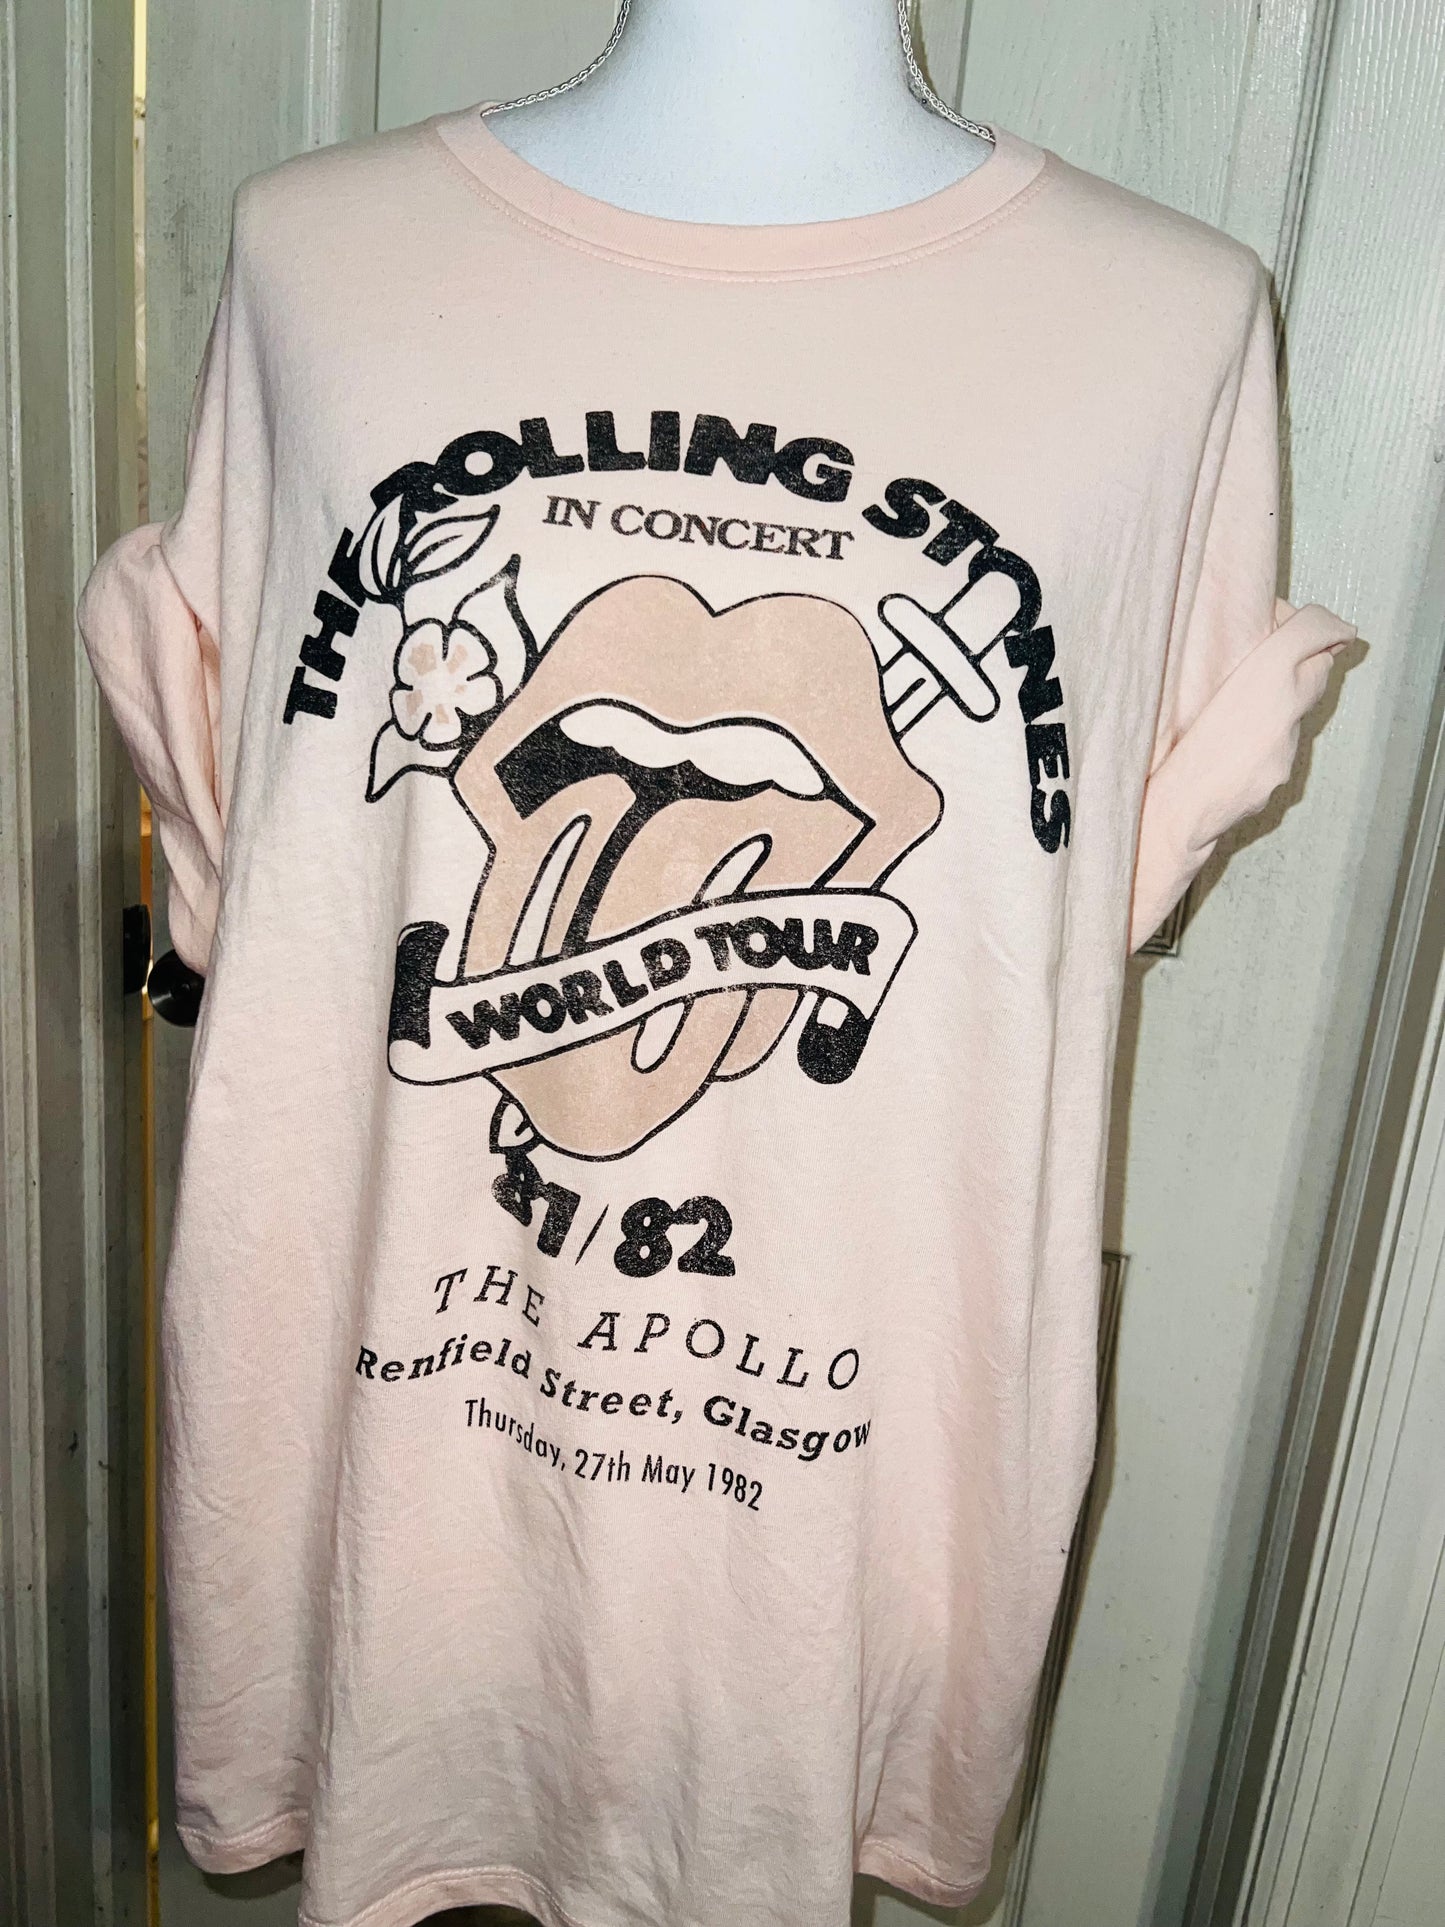 THE ROLLING STONES
IN CONCERT
WORLD TOUR
81/82
THE APOLLO
Renfield Street, Glasgow
Thursday, 27th May 1982